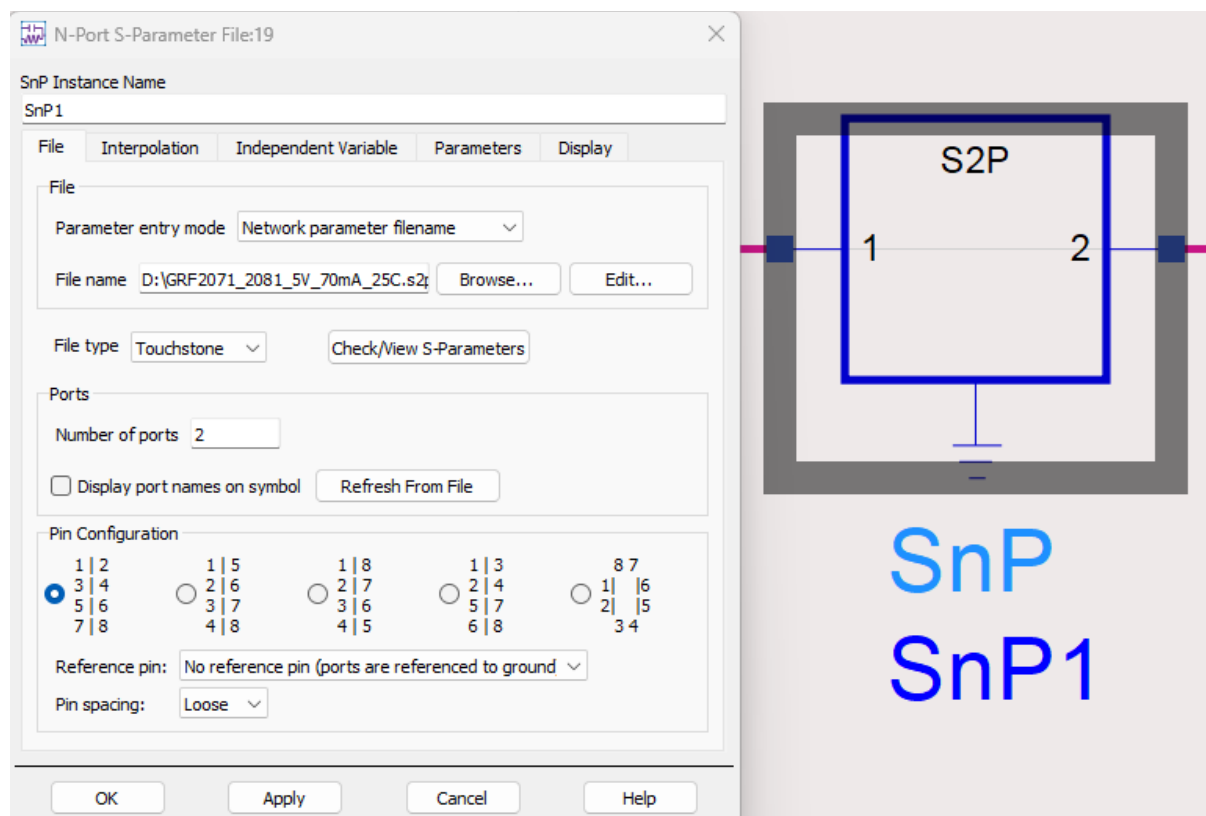 N-Port S-Parameter File:19
SnP Instance Name
SnP1
File Interpolation Independent Variable Parameters Display
File
Parameter entry mode Network parameter filename
File name D:\GRF2071_2081_5V_70mA_25C.s2p Browse... Edit...
File type Touchstone Check/View S-Parameters
Ports
Number of ports 2
Display port names on symbol Refresh From File
Pin Configuration
1 | 2 1 | 5 1 | 8 1 | 3 8 7
3 | 4 2 | 6 2 | 7 2 | 4 1| |6
5 | 6 3 | 7 3 | 6 5 | 7 2| |5
7 | 8 4 | 8 4 | 5 6 | 8 3 4
Reference pin: No reference pin (ports are referenced to ground
Pin spacing: Loose
OK Apply Cancel Help
S2P
1 2
SnP
SnP1